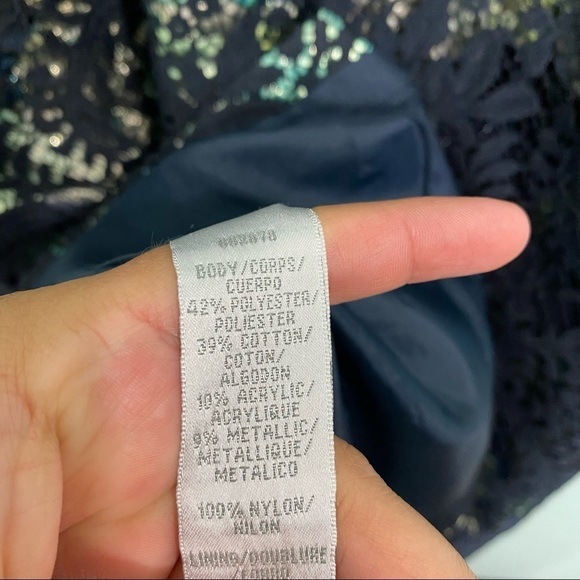 BODY/CORPS/
CUERPO
42% POLYESTER/
POLIESTER
39% COTTON/
COTON/
ALGODON
10% ACRYLIC/
ACRYLIQUE
9% METALLIC/
METALLIQUE/
METALICO
100% NYLON/
NILON
LINING/DOUBLURE
/FORRO